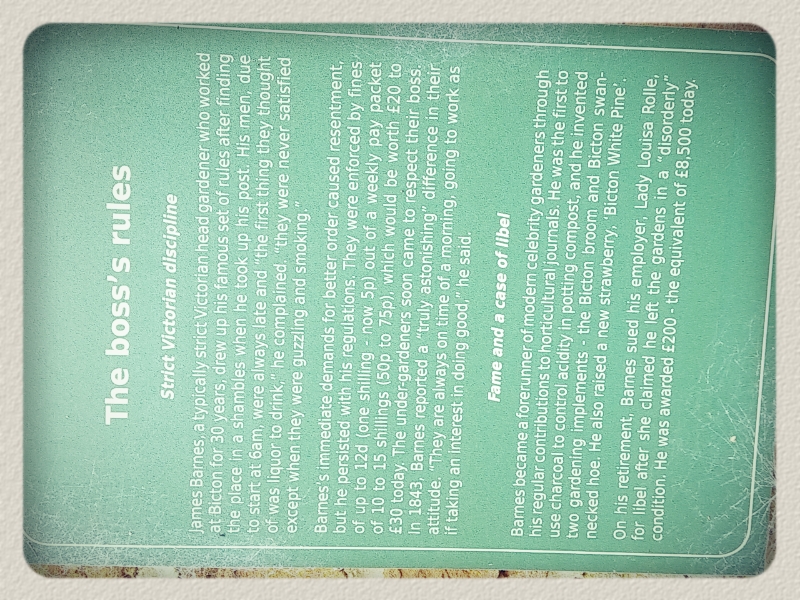 The boss's rules
Strict Victorian discipline
James Barnes, a typically strict Victorian head gardener who worked
at Bicton for 30 years, drew up his famous set of rules after finding
the place in a shambles when he took up his post. His men, due
to start at 6am, were always late and "the first thing they thought
of was liquor to drink," he complained, "they were never satisfied
except when they were guzzling and smoking."
Barnes's immediate demands for better order caused resentment,
but he persisted with his regulations. They were enforced by fines
of up to 12d (one shilling - now 5p) out of a weekly pay packet
of 10 to 15 shillings (50p to 75p), which would be worth £20 to
£30 today. The under-gardeners soon came to respect their boss.
In 1843, Barnes reported a "truly astonishing" difference in their
attitude. "They are always on time of a morning, going to work as
if taking an interest in doing good," he said.
Fame and a case of libel
Barnes became a forerunner of modern celebrity gardeners through
his regular contributions to horticultural journals. He was the first to
use charcoal to control acidity in potting compost, and he invented
two gardening implements - the Bicton broom and Bicton swan-
necked hoe. He also raised a new strawberry, 'Bicton White Pine'.
On his retirement, Barnes sued his employer, Lady Louisa Rolle,
for libel after she claimed he left the gardens in a "disorderly"
condition. He was awarded £200 - the equivalent of £8,500 today.